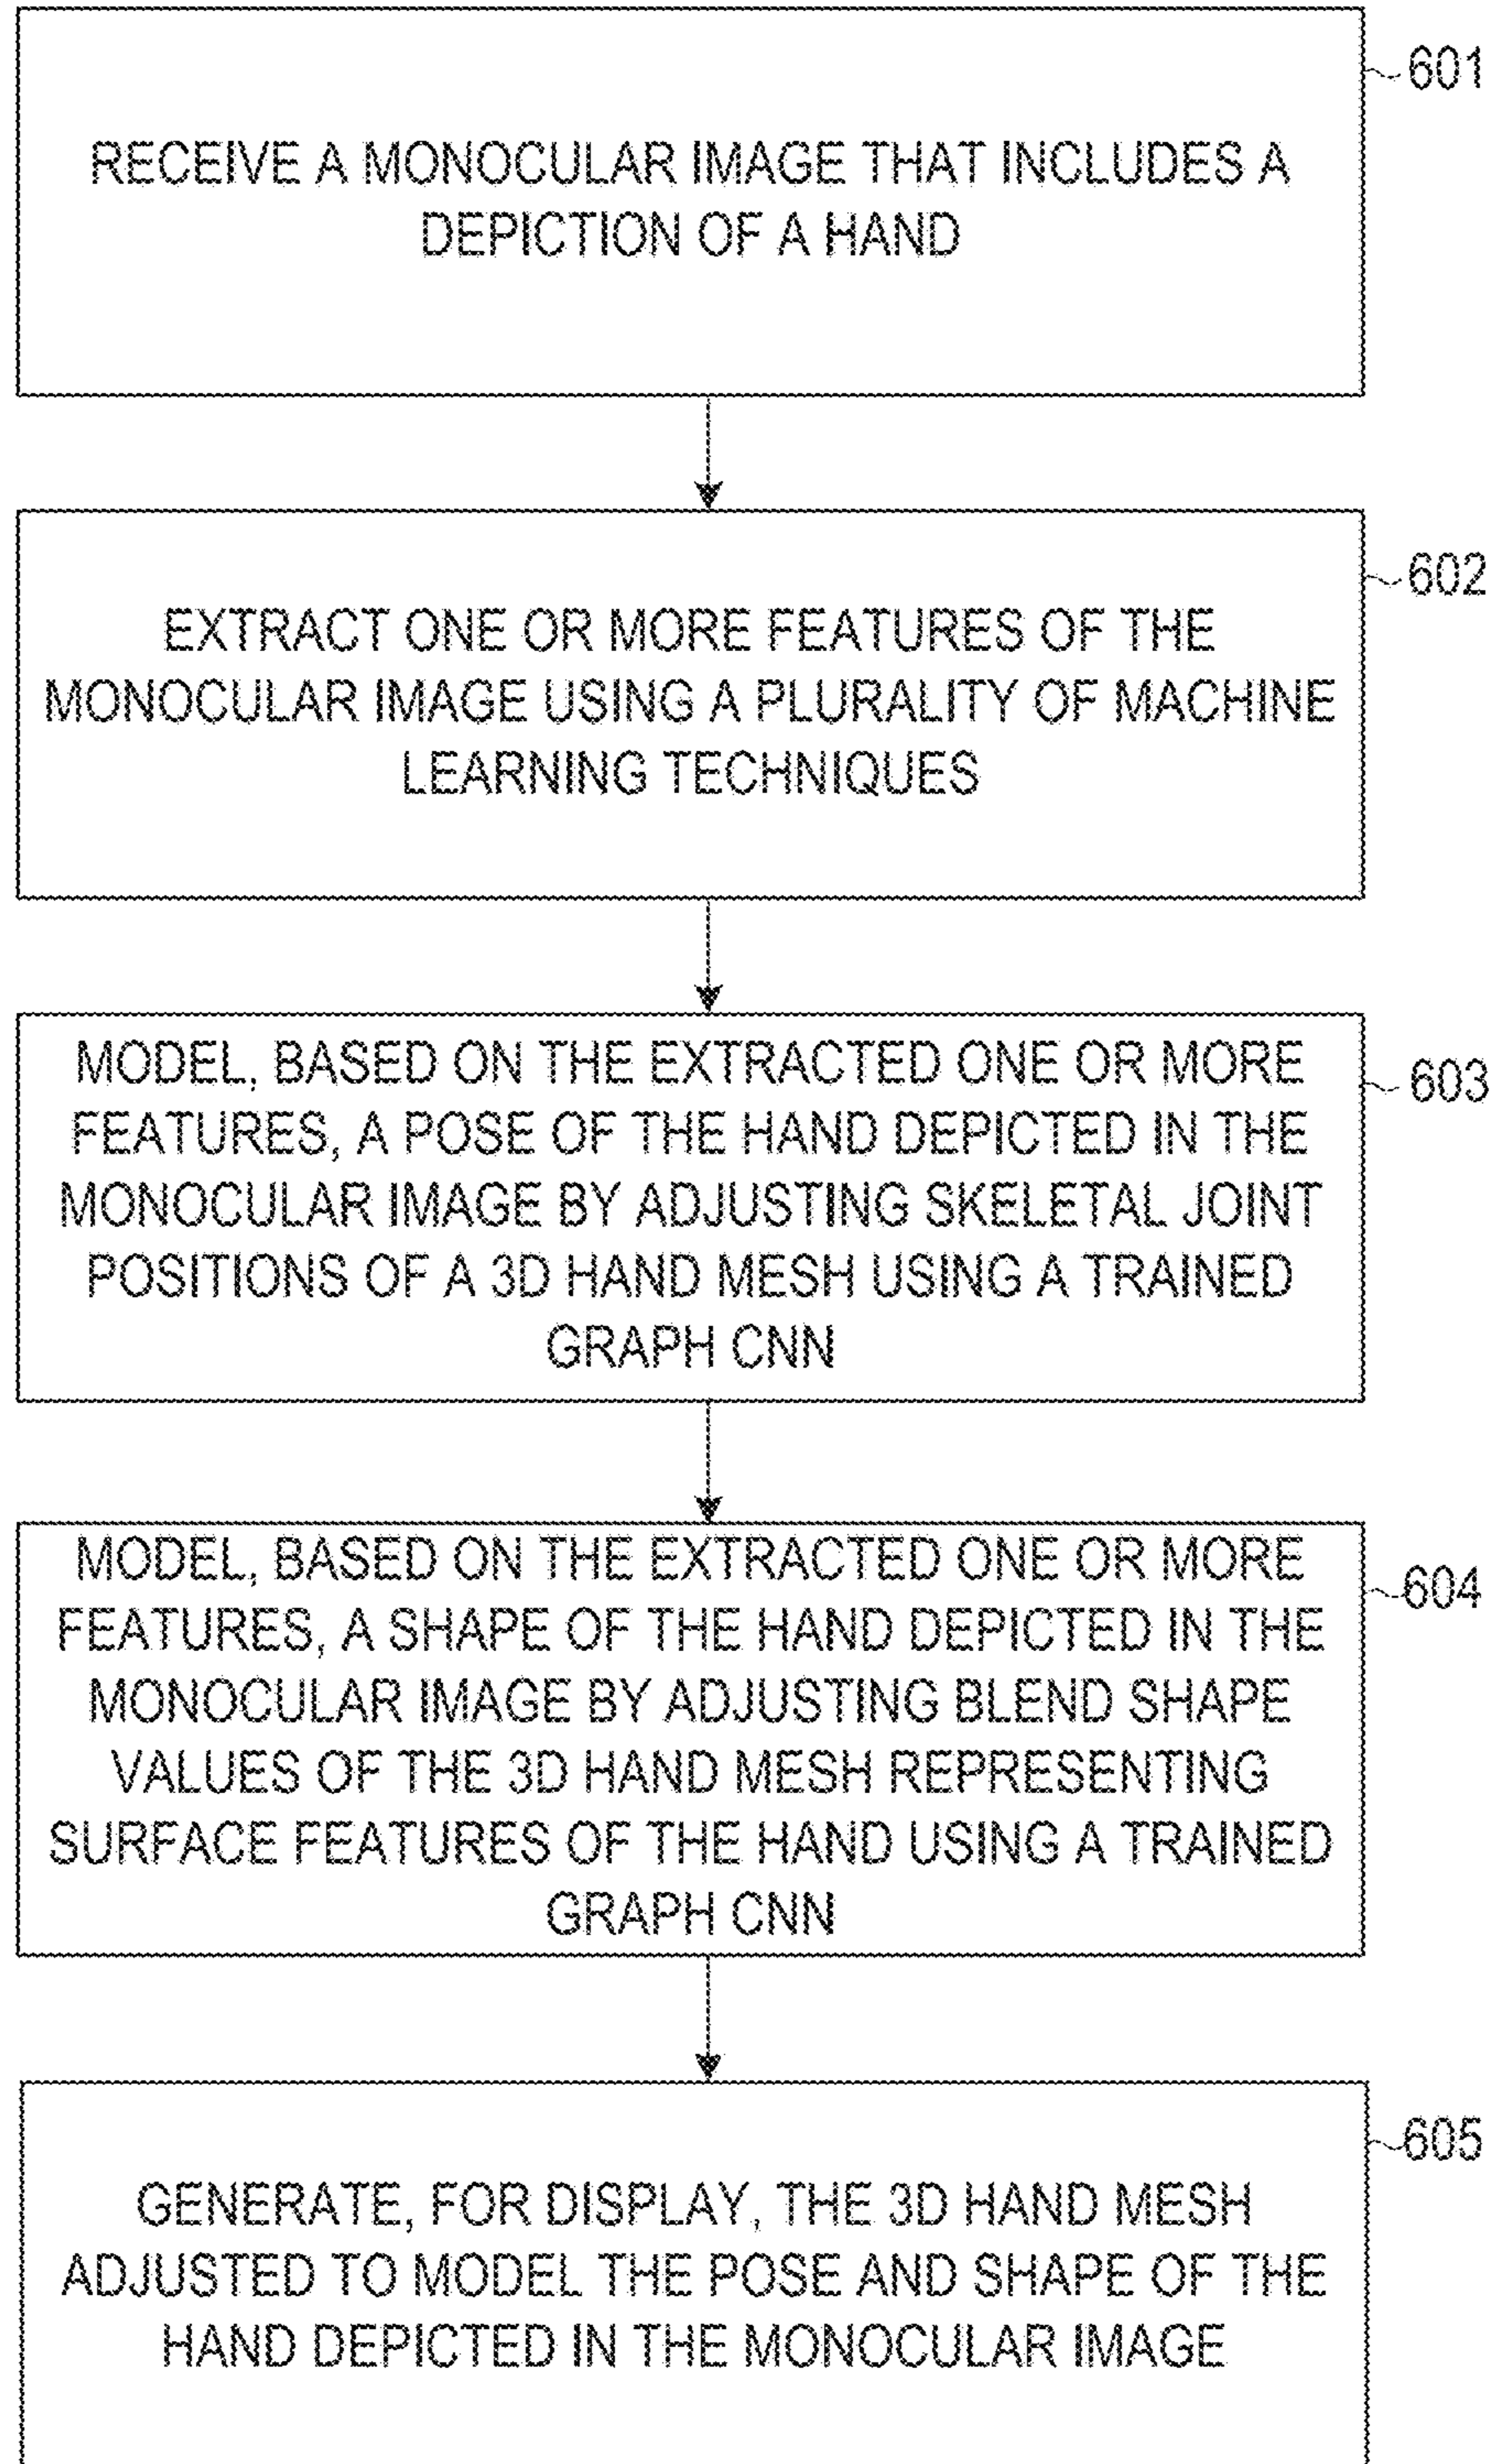 601
RECEIVE A MONOCULAR IMAGE THAT INCLUDES A
DEPICTION OF A HAND
602
EXTRACT ONE OR MORE FEATURES OF THE
MONOCULAR IMAGE USING A PLURALITY OF MACHINE
LEARNING TECHNIQUES
603
MODEL, BASED ON THE EXTRACTED ONE OR MORE
FEATURES, A POSE OF THE HAND DEPICTED IN THE
MONOCULAR IMAGE BY ADJUSTING SKELETAL JOINT
POSITIONS OF A 3D HAND MESH USING A TRAINED
GRAPH CNN
604
MODEL, BASED ON THE EXTRACTED ONE OR MORE
FEATURES, A SHAPE OF THE HAND DEPICTED IN THE
MONOCULAR IMAGE BY ADJUSTING BLEND SHAPE
VALUES OF THE 3D HAND MESH REPRESENTING
SURFACE FEATURES OF THE HAND USING A TRAINED
GRAPH CNN
605
GENERATE, FOR DISPLAY, THE 3D HAND MESH
ADJUSTED TO MODEL THE POSE AND SHAPE OF THE
HAND DEPICTED IN THE MONOCULAR IMAGE